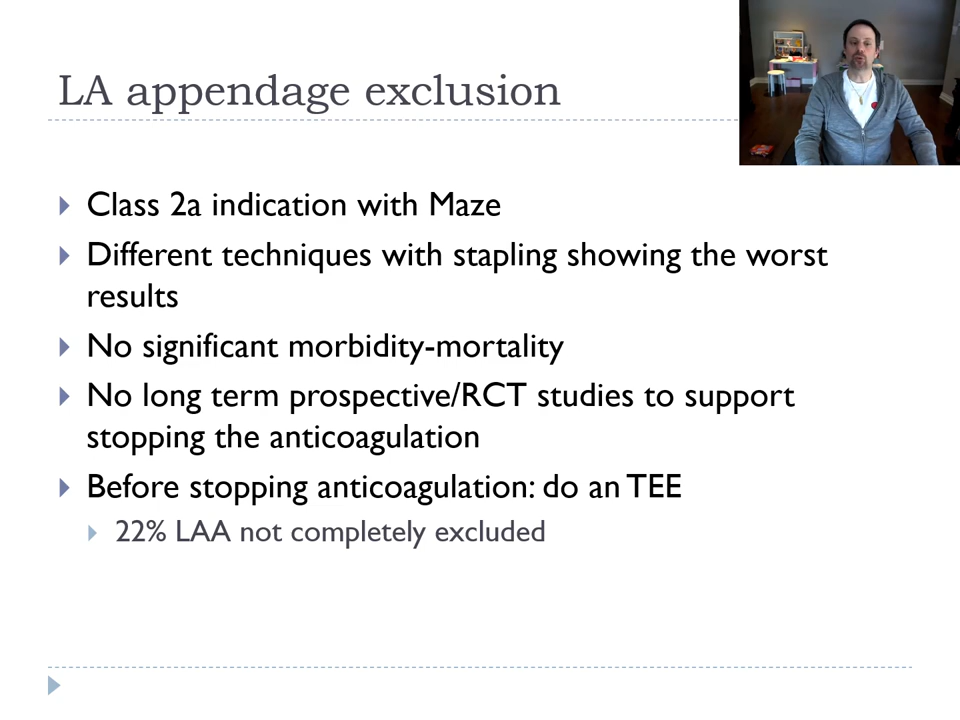 LA appendage exclusion
Class 2a indication with Maze
Different techniques with stapling showing the worst
results
No significant morbidity-mortality
No long term prospective/RCT studies to support
stopping the anticoagulation
Before stopping anticoagulation: do an TEE
22% LAA not completely excluded